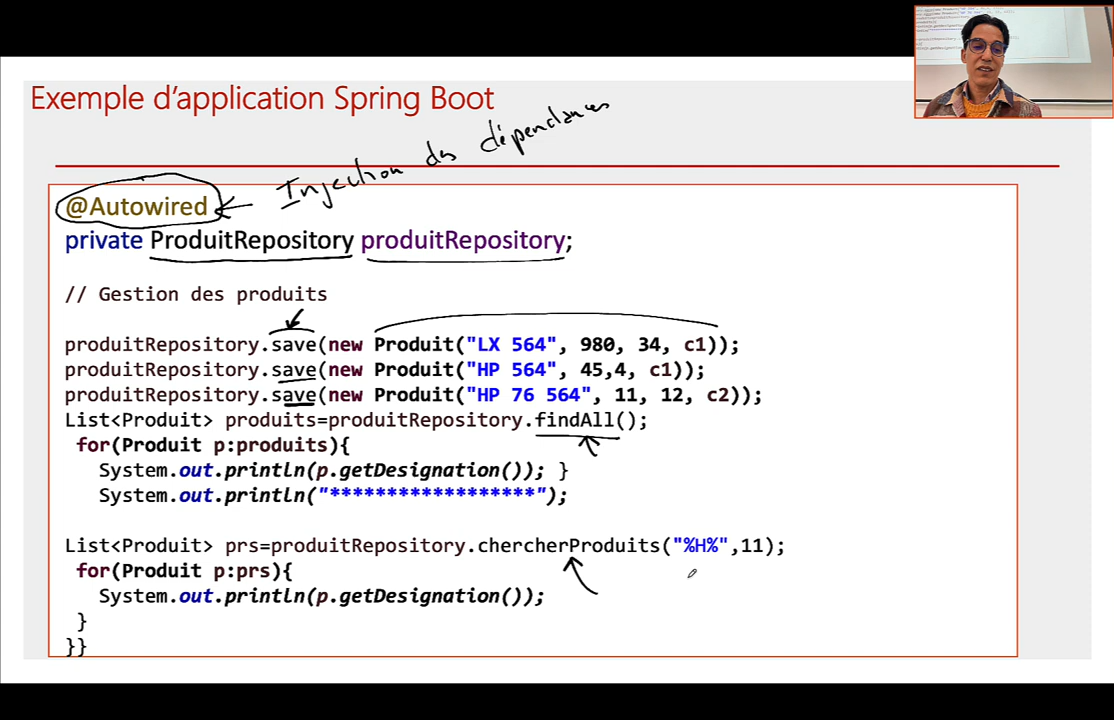 Exemple d'application Spring Boot
Injection des dépendances
@Autowired
private ProduitRepository produitRepository;
// Gestion des produits
produitRepository.save(new Produit("LX 564", 980, 34, c1));
produitRepository.save(new Produit("HP 564", 45,4, c1));
produitRepository.save(new Produit("HP 76 564", 11, 12, c2));
List<Produit> produits=produitRepository.findAll();
for(Produit p:produits){
System.out.println(p.getDesignation()); }
System.out.println("******************");
List<Produit> prs=produitRepository.chercherProduits("%H%",11);
for(Produit p:prs){
System.out.println(p.getDesignation());
}
}}